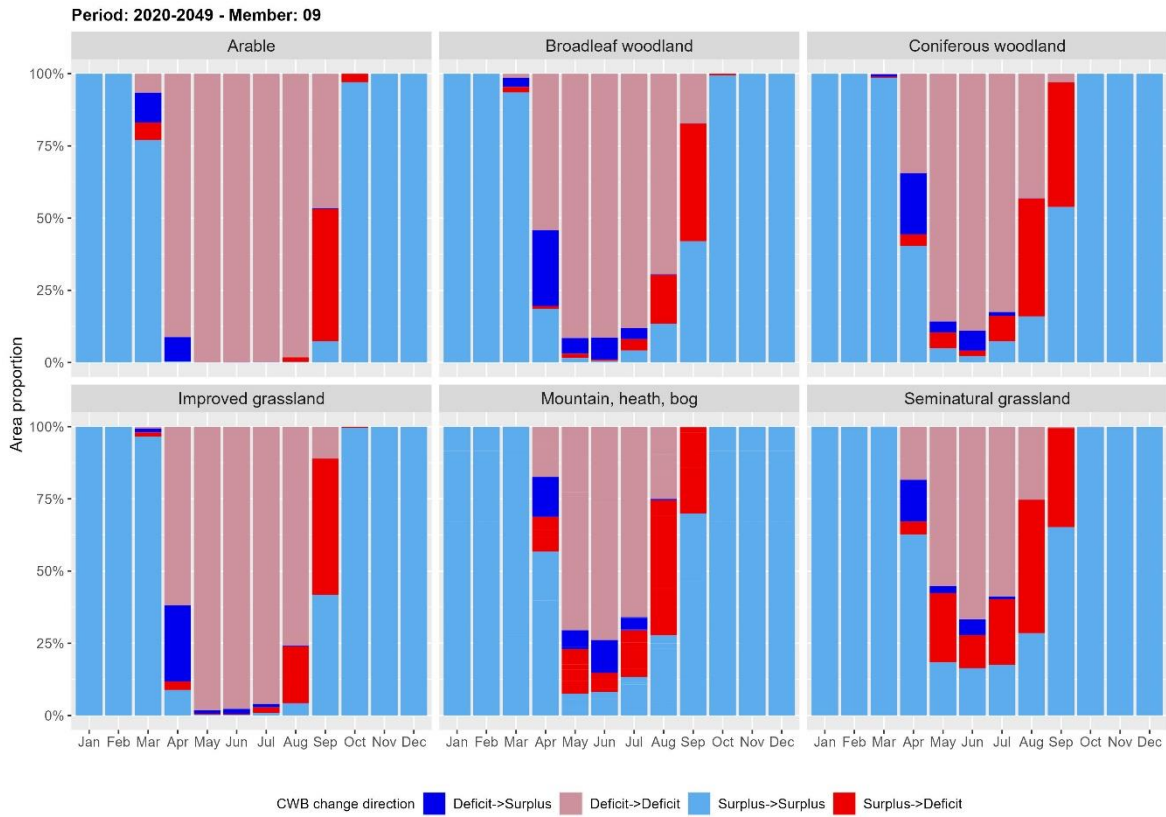 Period: 2020-2049 - Member: 09
Arable Broadleaf woodland Coniferous woodland
100%
75%
50%
25%
0%
Improved grassland Mountain, heath, bog Seminatural grassland
100%
75%
50%
25%
0%
Area proportion
Jan Feb Mar Apr May Jun Jul Aug Sep Oct Nov Dec Jan Feb Mar Apr May Jun Jul Aug Sep Oct Nov Dec Jan Feb Mar Apr May Jun Jul Aug Sep Oct Nov Dec
CWB change direction Deficit->Surplus Deficit->Deficit Surplus->Surplus Surplus->Deficit